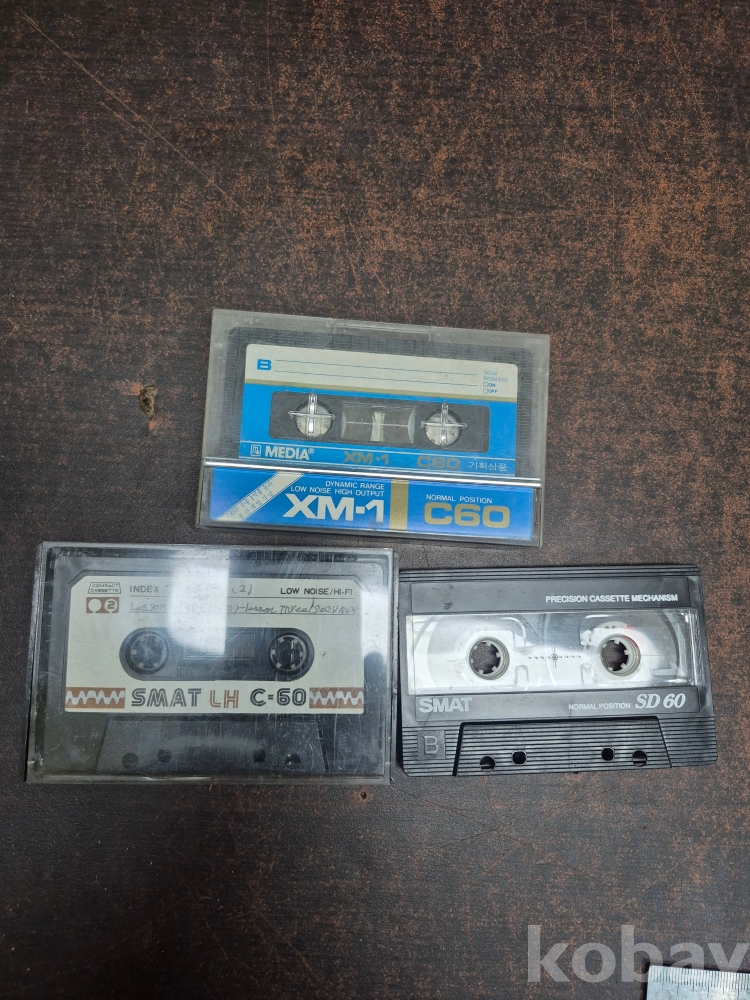 B
Noise
Reduction
□ON
□OFF
MEDIA®
XM-1 C60 기획상품
DYNAMIC RANGE
LOW NOISE HIGH OUTPUT
XM-1
NORMAL POSITION
C60
COMPACT
CASSETTE
INDEX (2) LOW NOISE/HI-FI
2
SMAT LH C-60
PRECISION CASSETTE MECHANISM
SMAT
NORMAL POSITION SD 60
B
kobay